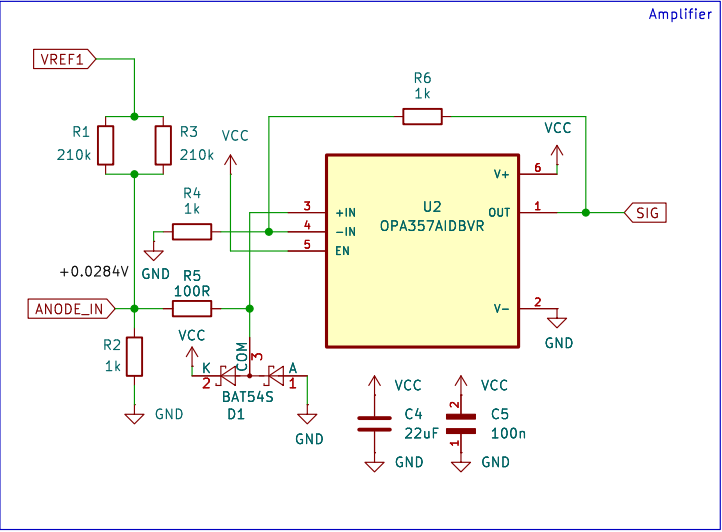 Amplifier
VREF1
R6
1k
R1
210k
R3
210k
VCC
VCC
R4
1k
U2
OPA357AIDBVR
3
+IN
4
-IN
5
EN
V+
6
OUT
1
V-
2
SIG
GND
+0.0284V
R5
100R
ANODE_IN
GND
VCC
R2
1k
K
2
COM
3
A
1
BAT54S
D1
GND
GND
VCC
C4
22uF
GND
VCC
2
C5
100n
1
GND